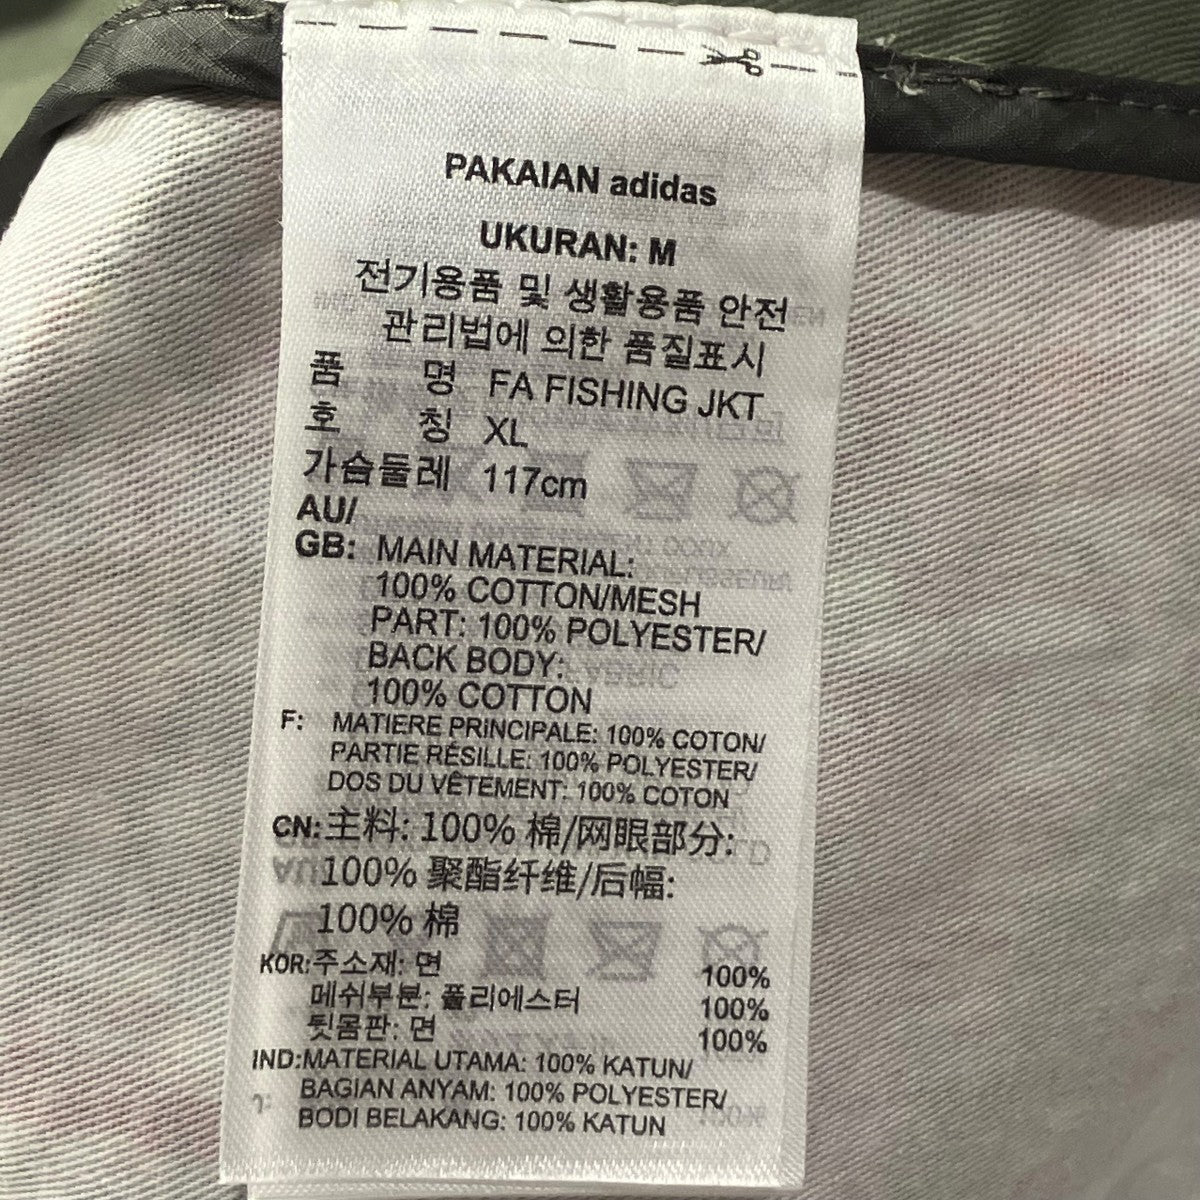 PAKAIAN adidas
UKURAN: M
전기용품 및 생활용품 안전
관리법에 의한 품질표시
품 명 FA FISHING JKT
호 칭 XL
가슴둘레 117cm
AU/
GB: MAIN MATERIAL:
100% COTTON/MESH
PART: 100% POLYESTER/
BACK BODY:
100% COTTON
F: MATIERE PRINCIPALE: 100% COTON/
PARTIE RÉSILLE: 100% POLYESTER/
DOS DU VÊTEMENT: 100% COTON
CN:主料: 100% 棉/网眼部分:
100% 聚酯纤维/后幅:
100% 棉
KOR:주소재: 면 100%
메쉬부분: 폴리에스터 100%
뒷몸판: 면 100%
IND:MATERIAL UTAMA: 100% KATUN/
BAGIAN ANYAM: 100% POLYESTER/
BODI BELAKANG: 100% KATUN